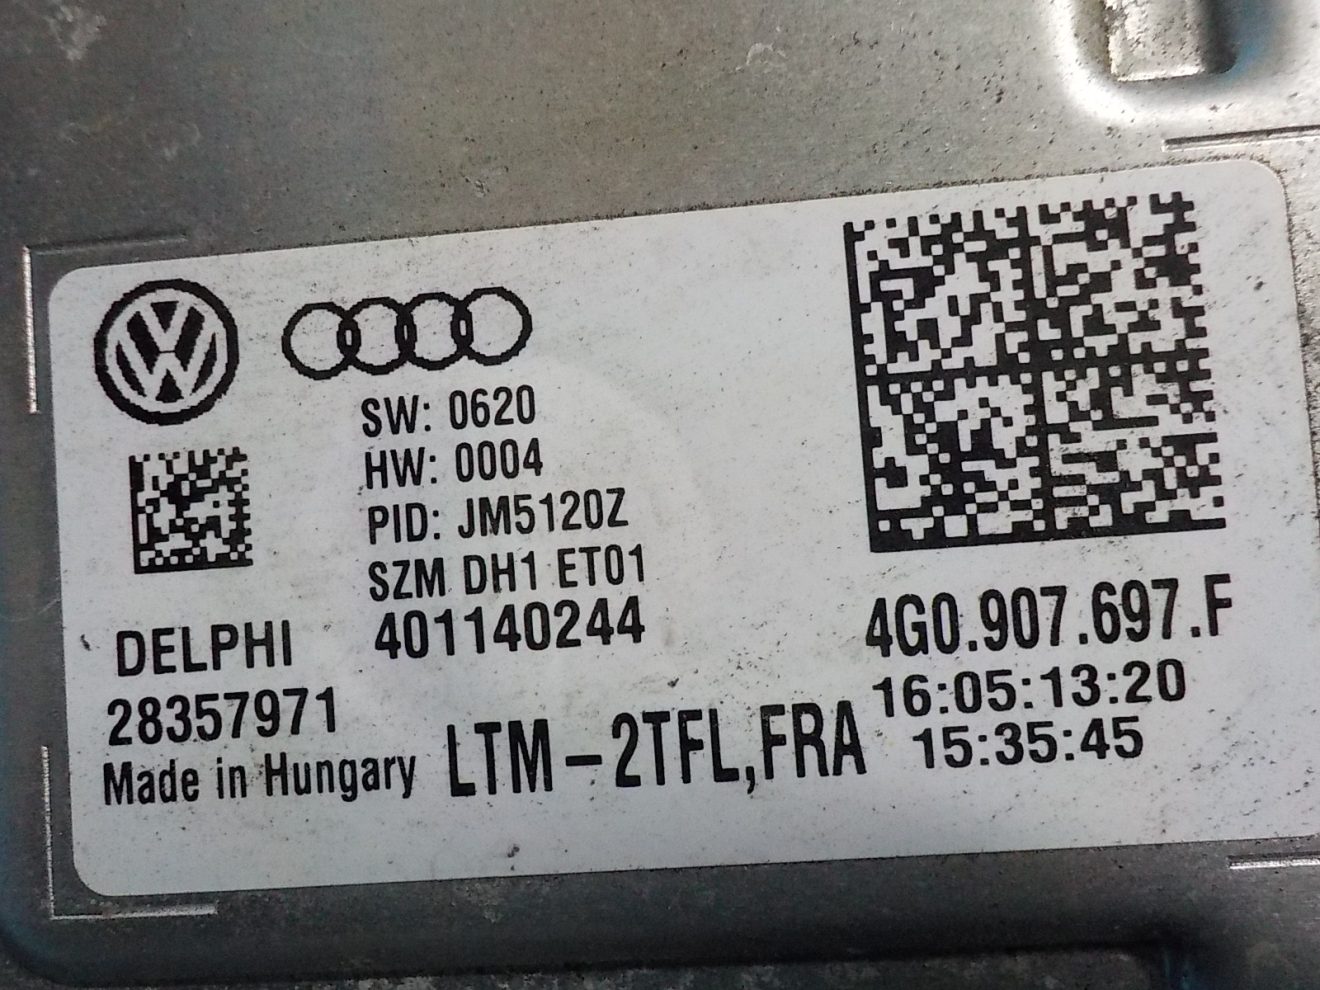 SW: 0620
HW: 0004
PID: JM5120Z
SZM DH1 ET01
401140244
DELPHI
28357971
Made in Hungary
LTM-2TFL,FRA
4G0.907.697.F
16:05:13:20
15:35:45